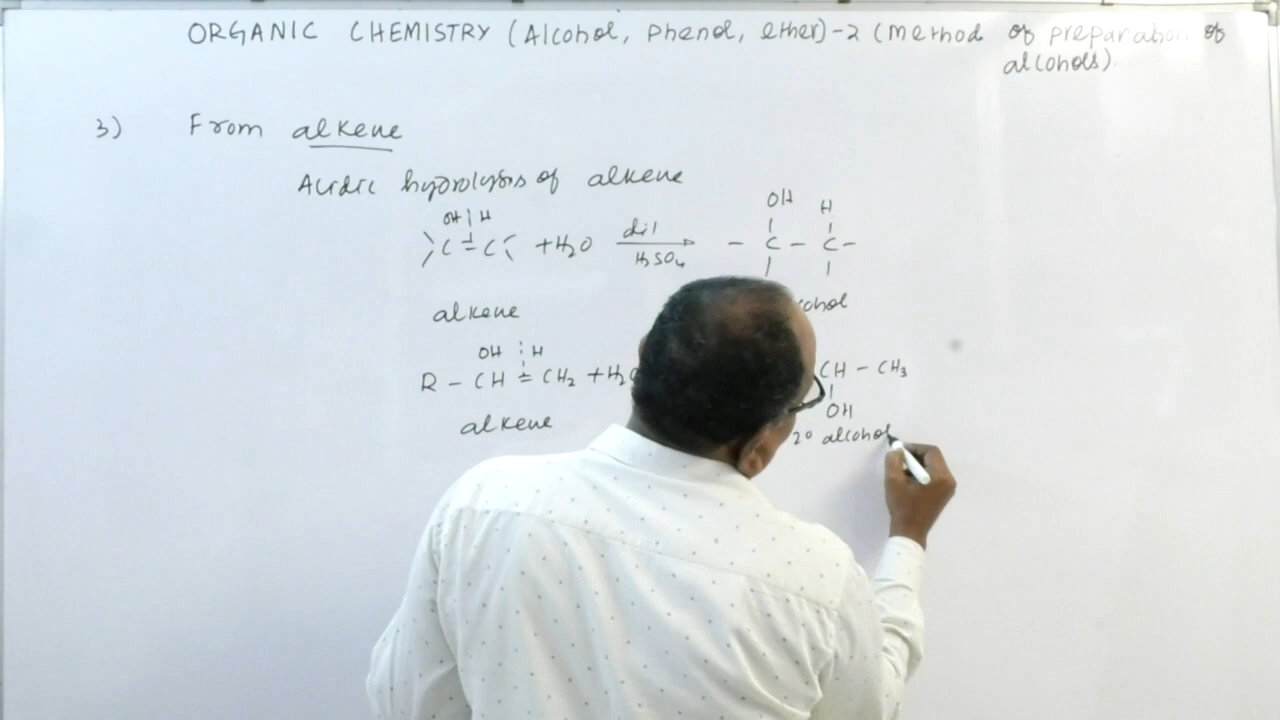 ORGANIC CHEMISTRY (Alcohol, Phenol, ether)-2 (Method of preparation of
alcohols).
3) From alkene
Acidic hydrolysis of alkene
OH H OH H
C = C + H₂O dil H₂SO₄ → - C - C -
alkene
OH H
R - CH = CH₂ + H₂ CH - CH₃
OH
alkene 2° alcohol